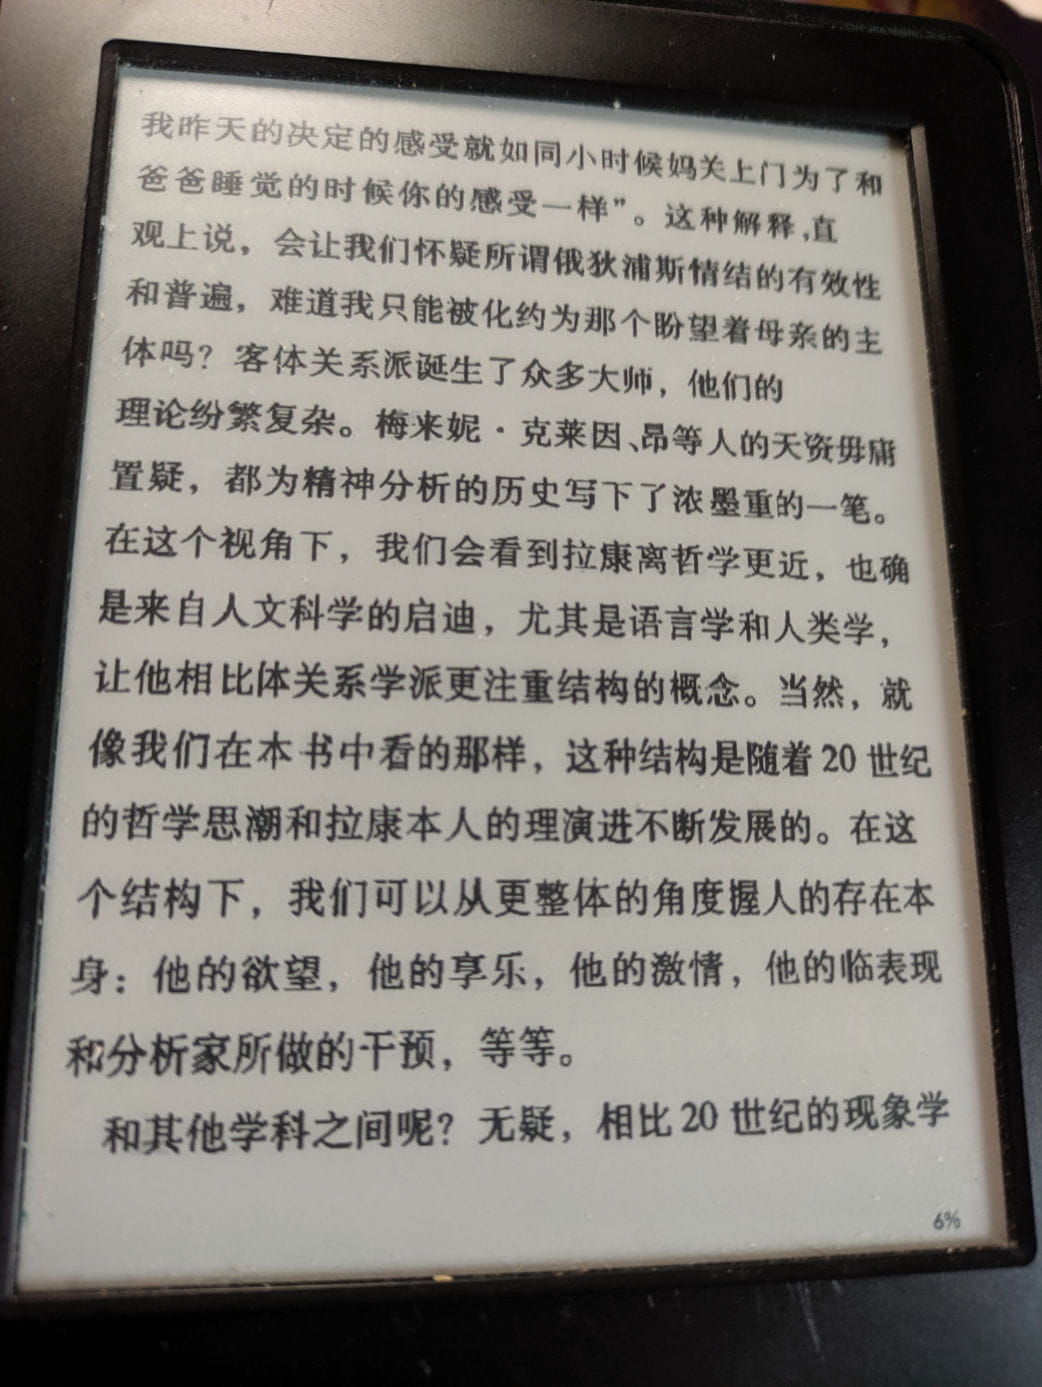 我昨天的决定的感受就如同小时候妈关上门为了和
爸爸睡觉的时候你的感受一样”。这种解释,直
观上说，会让我们怀疑所谓俄狄浦斯情结的有效性
和普遍，难道我只能被化约为那个盼望着母亲的主
体吗？客体关系派诞生了众多大师，他们的
理论纷繁复杂。梅来妮·克莱因、昂等人的天资毋庸
置疑，都为精神分析的历史写下了浓墨重的一笔。
在这个视角下，我们会看到拉康离哲学更近，也确
是来自人文科学的启迪，尤其是语言学和人类学，
让他相比体关系学派更注重结构的概念。当然，就
像我们在本书中看的那样，这种结构是随着20世纪
的哲学思潮和拉康本人的理演进不断发展的。在这
个结构下，我们可以从更整体的角度握人的存在本
身：他的欲望，他的享乐，他的激情，他的临表现
和分析家所做的干预，等等。
和其他学科之间呢？无疑，相比20世纪的现象学
6%